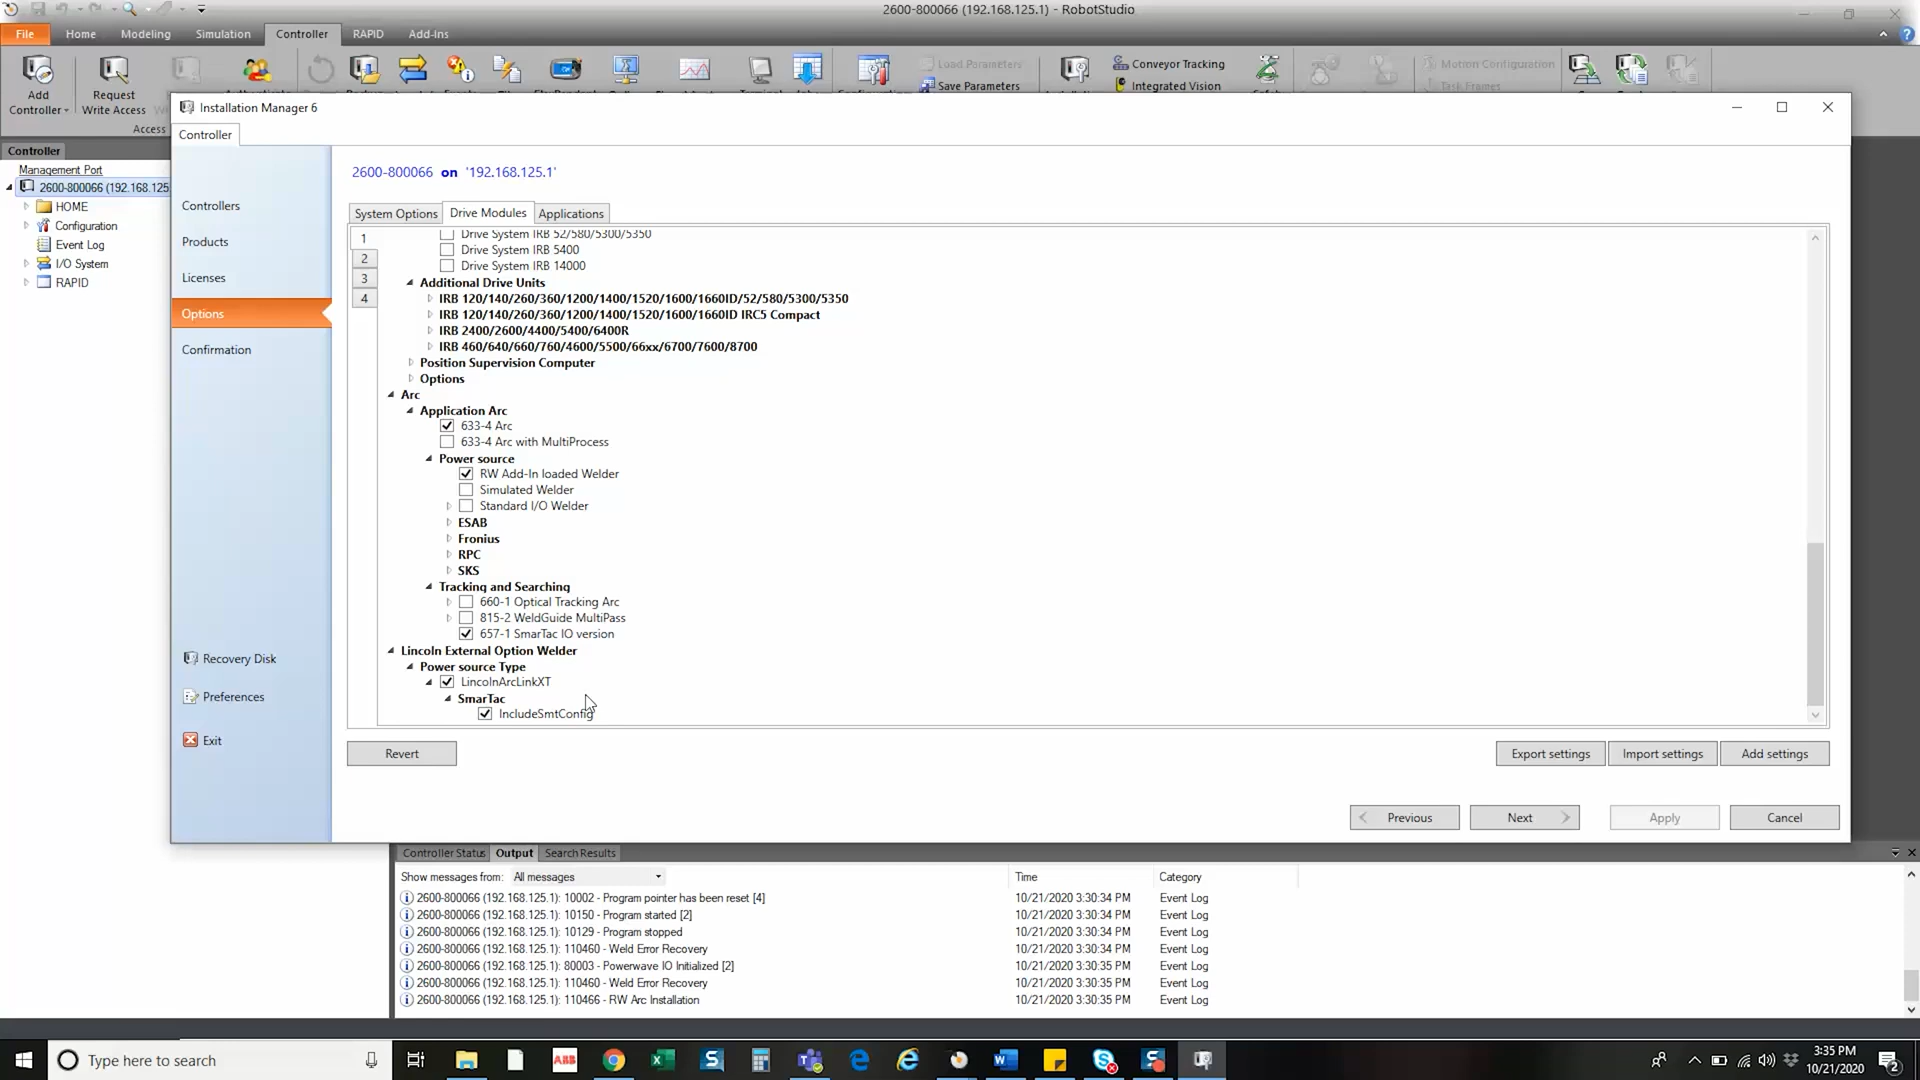 2600-800066 (192.168.125.1) - RobotStudio
File Home Modeling Simulation Controller RAPID Add-Ins
Load Parameters Conveyor Tracking Motion Configuration
Add Request Save Parameters Integrated Vision
Controller Write Access
Access
Installation Manager 6
Controller
Controller
Management Port
2600-800066 (192.168.125
HOME
Configuration
Event Log
I/O System
RAPID
Controllers
Products
Licenses
Options
Confirmation
Recovery Disk
Preferences
Exit
2600-800066 on '192.168.125.1'
System Options Drive Modules Applications
1
2
3
4
Drive System IRB 52/580/5300/5350
Drive System IRB 5400
Drive System IRB 14000
Additional Drive Units
IRB 120/140/260/360/1200/1400/1520/1600/1660ID/52/580/5300/5350
IRB 120/140/260/360/1200/1400/1520/1600/1660ID IRC5 Compact
IRB 2400/2600/4400/5400/6400R
IRB 460/640/660/760/4600/5500/66xx/6700/7600/8700
Position Supervision Computer
Options
Arc
Application Arc
633-4 Arc
633-4 Arc with MultiProcess
Power source
RW Add-In loaded Welder
Simulated Welder
Standard I/O Welder
ESAB
Fronius
RPC
SKS
Tracking and Searching
660-1 Optical Tracking Arc
815-2 WeldGuide MultiPass
657-1 SmarTac IO version
Lincoln External Option Welder
Power source Type
LincolnArcLinkXT
SmarTac
IncludeSmtConfig
Revert Export settings Import settings Add settings
Previous Next Apply Cancel
Controller Status Output Search Results
Show messages from: All messages Time Category
2600-800066 (192.168.125.1): 10002 - Program pointer has been reset [4] 10/21/2020 3:30:34 PM Event Log
2600-800066 (192.168.125.1): 10150 - Program started [2] 10/21/2020 3:30:34 PM Event Log
2600-800066 (192.168.125.1): 10129 - Program stopped 10/21/2020 3:30:34 PM Event Log
2600-800066 (192.168.125.1): 110460 - Weld Error Recovery 10/21/2020 3:30:34 PM Event Log
2600-800066 (192.168.125.1): 80003 - Powerwave IO Initialized [2] 10/21/2020 3:30:35 PM Event Log
2600-800066 (192.168.125.1): 110460 - Weld Error Recovery 10/21/2020 3:30:35 PM Event Log
2600-800066 (192.168.125.1): 110466 - RW Arc Installation 10/21/2020 3:30:35 PM Event Log
Type here to search
ABB
3:35 PM
10/21/2020
2